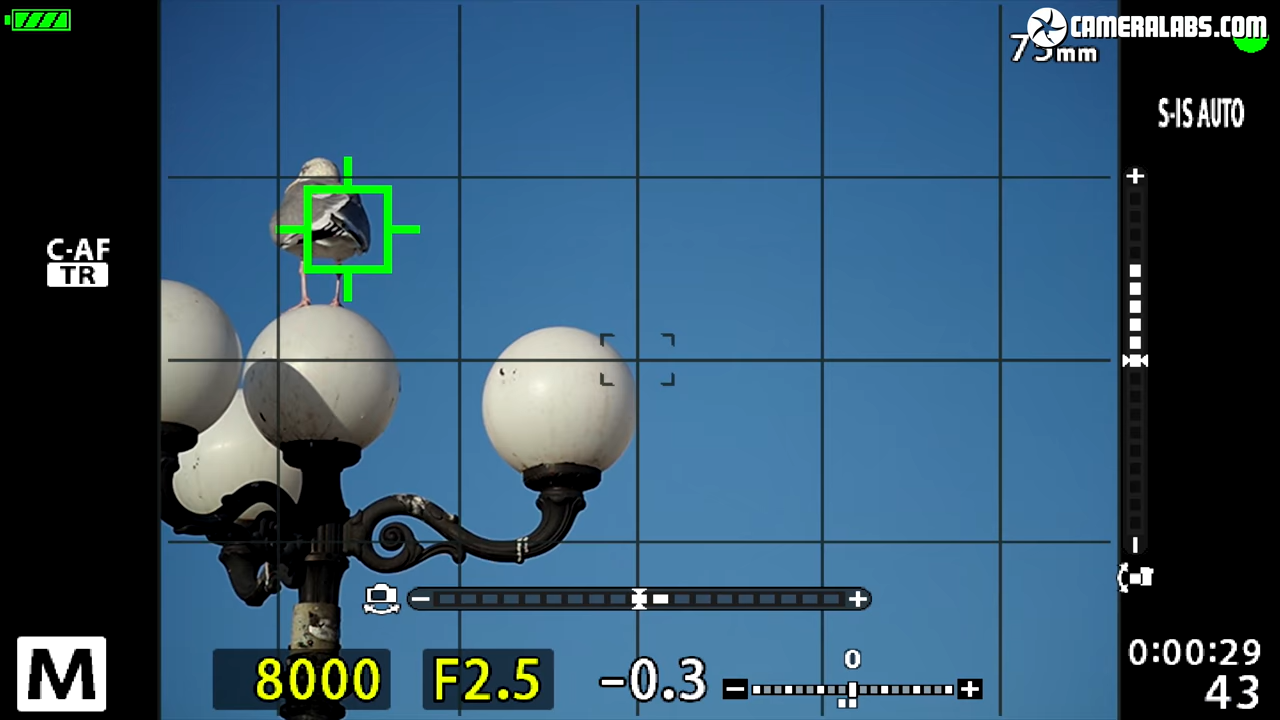 CAMERALABS.COM
75mm
S-IS AUTO
C-AF
TR
M
8000
F2.5
−0.3
0
0:00:29
43